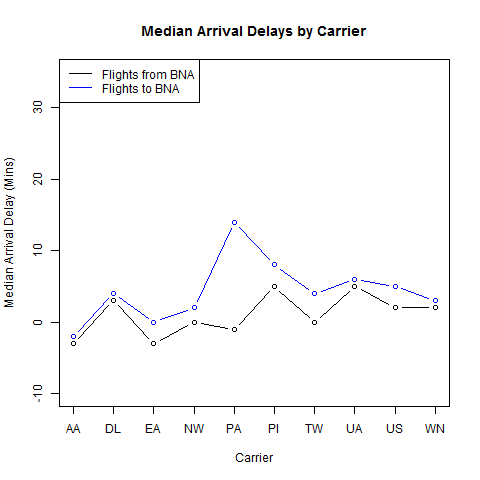 Median Arrival Delays by Carrier
Flights from BNA
Flights to BNA
Median Arrival Delay (Mins)
30
20
10
0
-10
AA DL EA NW PA PI TW UA US WN
Carrier